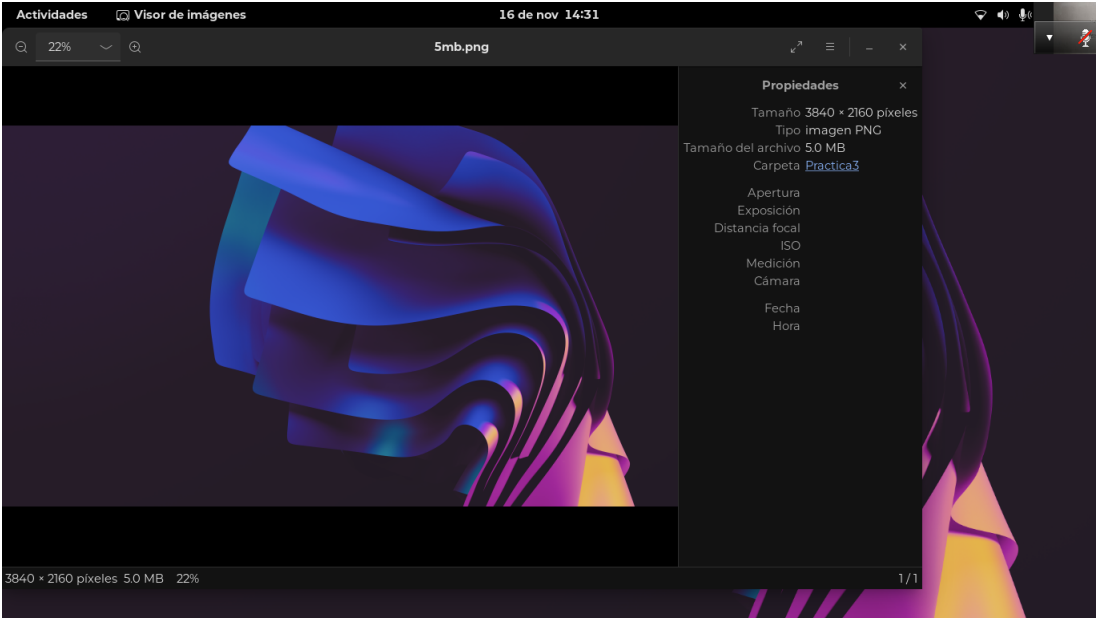 Actividades Visor de imágenes 16 de nov 14:31
22% 5mb.png
Propiedades
Tamaño 3840 × 2160 píxeles
Tipo imagen PNG
Tamaño del archivo 5.0 MB
Carpeta Practica3
Apertura
Exposición
Distancia focal
ISO
Medición
Cámara
Fecha
Hora
3840 × 2160 píxeles 5.0 MB 22% 1 / 1